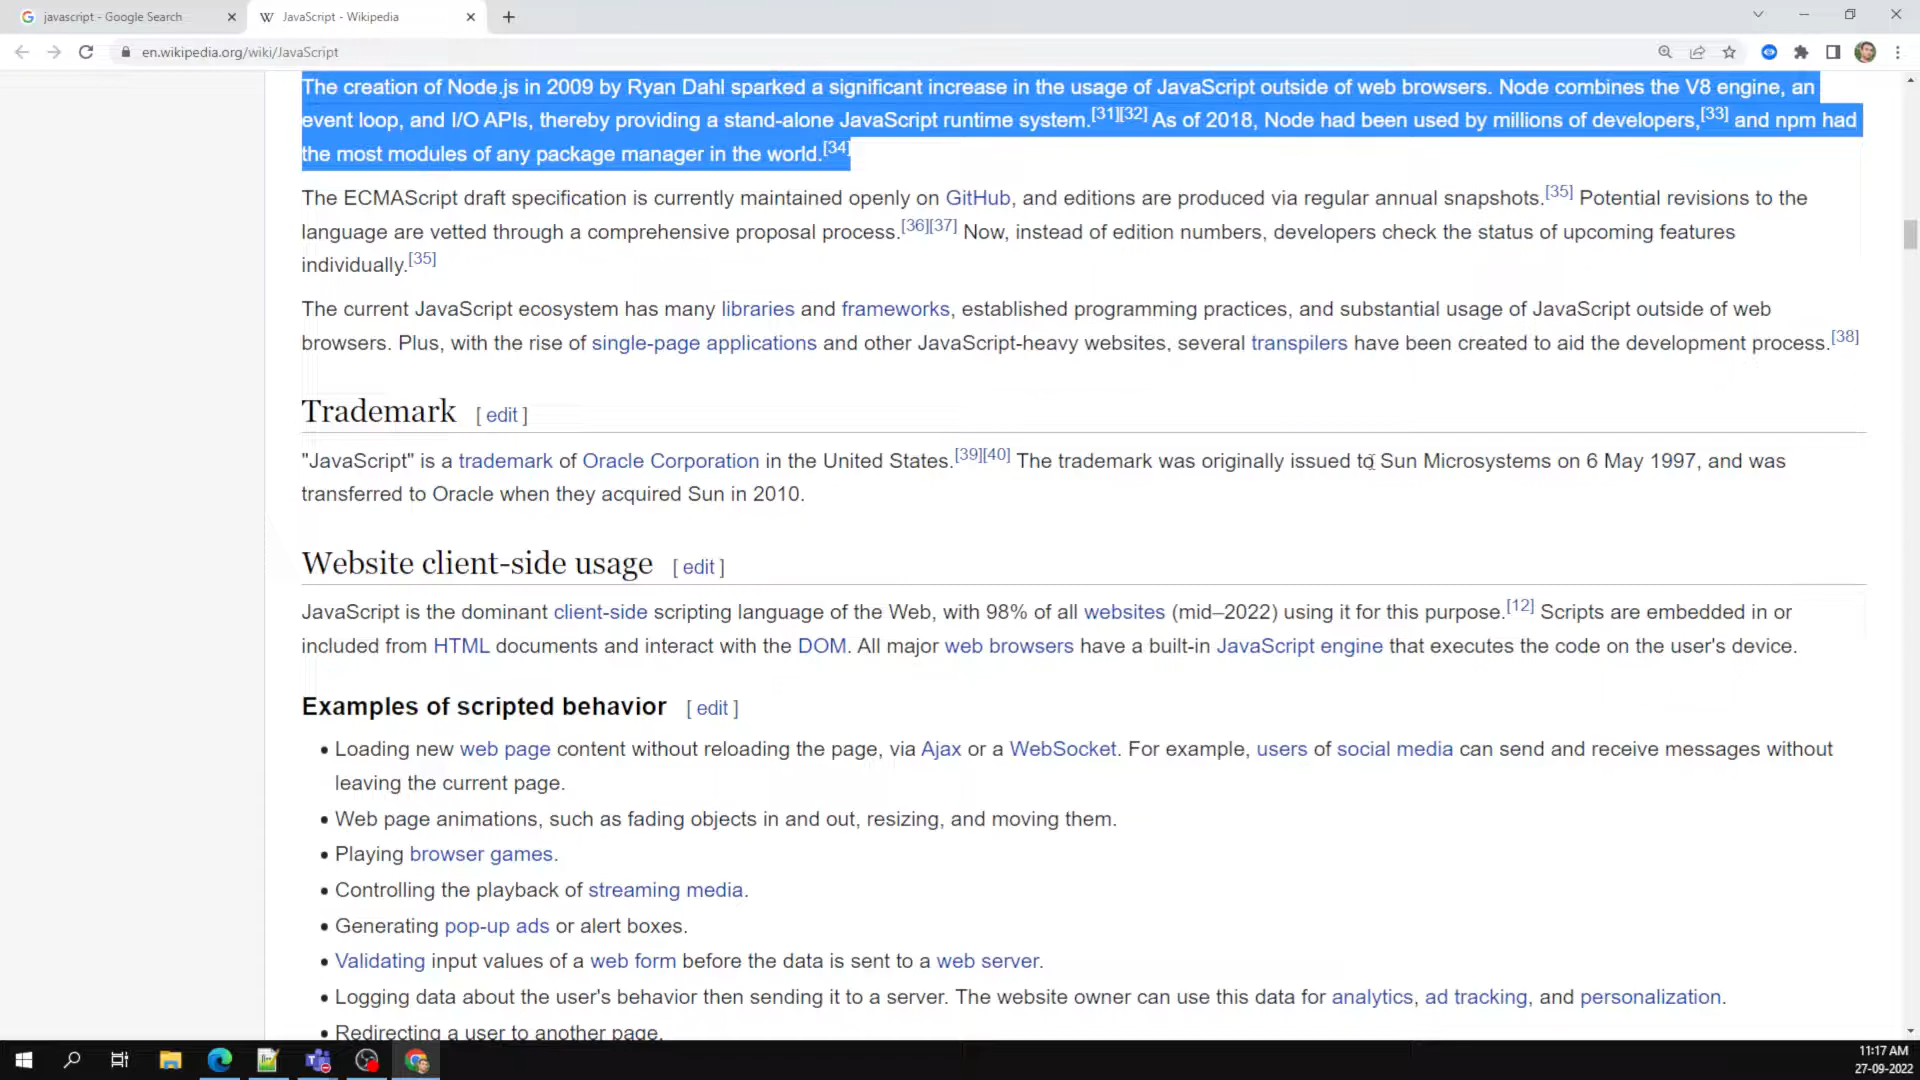 javascript - Google Search
JavaScript - Wikipedia
en.wikipedia.org/wiki/JavaScript
The creation of Node.js in 2009 by Ryan Dahl sparked a significant increase in the usage of JavaScript outside of web browsers. Node combines the V8 engine, an
event loop, and I/O APIs, thereby providing a stand-alone JavaScript runtime system.[31][32] As of 2018, Node had been used by millions of developers,[33] and npm had
the most modules of any package manager in the world.[34]
The ECMAScript draft specification is currently maintained openly on GitHub, and editions are produced via regular annual snapshots.[35] Potential revisions to the
language are vetted through a comprehensive proposal process.[36][37] Now, instead of edition numbers, developers check the status of upcoming features
individually.[35]
The current JavaScript ecosystem has many libraries and frameworks, established programming practices, and substantial usage of JavaScript outside of web
browsers. Plus, with the rise of single-page applications and other JavaScript-heavy websites, several transpilers have been created to aid the development process.[38]
Trademark [ edit ]
"JavaScript" is a trademark of Oracle Corporation in the United States.[39][40] The trademark was originally issued to Sun Microsystems on 6 May 1997, and was
transferred to Oracle when they acquired Sun in 2010.
Website client-side usage [ edit ]
JavaScript is the dominant client-side scripting language of the Web, with 98% of all websites (mid–2022) using it for this purpose.[12] Scripts are embedded in or
included from HTML documents and interact with the DOM. All major web browsers have a built-in JavaScript engine that executes the code on the user's device.
Examples of scripted behavior [ edit ]
• Loading new web page content without reloading the page, via Ajax or a WebSocket. For example, users of social media can send and receive messages without
leaving the current page.
• Web page animations, such as fading objects in and out, resizing, and moving them.
• Playing browser games.
• Controlling the playback of streaming media.
• Generating pop-up ads or alert boxes.
• Validating input values of a web form before the data is sent to a web server.
• Logging data about the user's behavior then sending it to a server. The website owner can use this data for analytics, ad tracking, and personalization.
• Redirecting a user to another page.
11:17 AM
27-09-2022